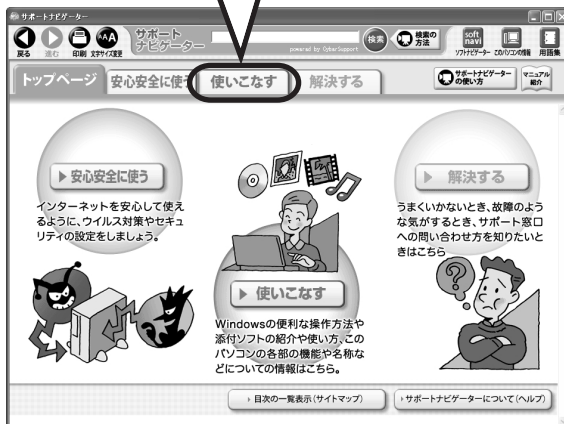 サポートナビゲーター
戻る
進む
印刷
AAA
文字サイズ変更
サポート
ナビゲーター
powered by CyberSupport
検索
検索の
方法
soft
navi
ソフトナビゲーター
このパソコンの情報
用語集
トップページ
安心安全に使う
使いこなす
解決する
サポートナビゲーター
の使い方
マニュアル
紹介
安心安全に使う
インターネットを安心して使え
るように、ウイルス対策やセキュ
リティの設定をしましょう。
使いこなす
Windowsの便利な操作方法や
添付ソフトの紹介や使い方、この
パソコンの各部の機能や名称な
どについての情報はこちら。
解決する
うまくいかないとき、故障のよう
な気がするとき、サポート窓口
への問い合わせ方を知りたいと
きはこちら
?
目次の一覧表示(サイトマップ)
サポートナビゲーターについて(ヘルプ)